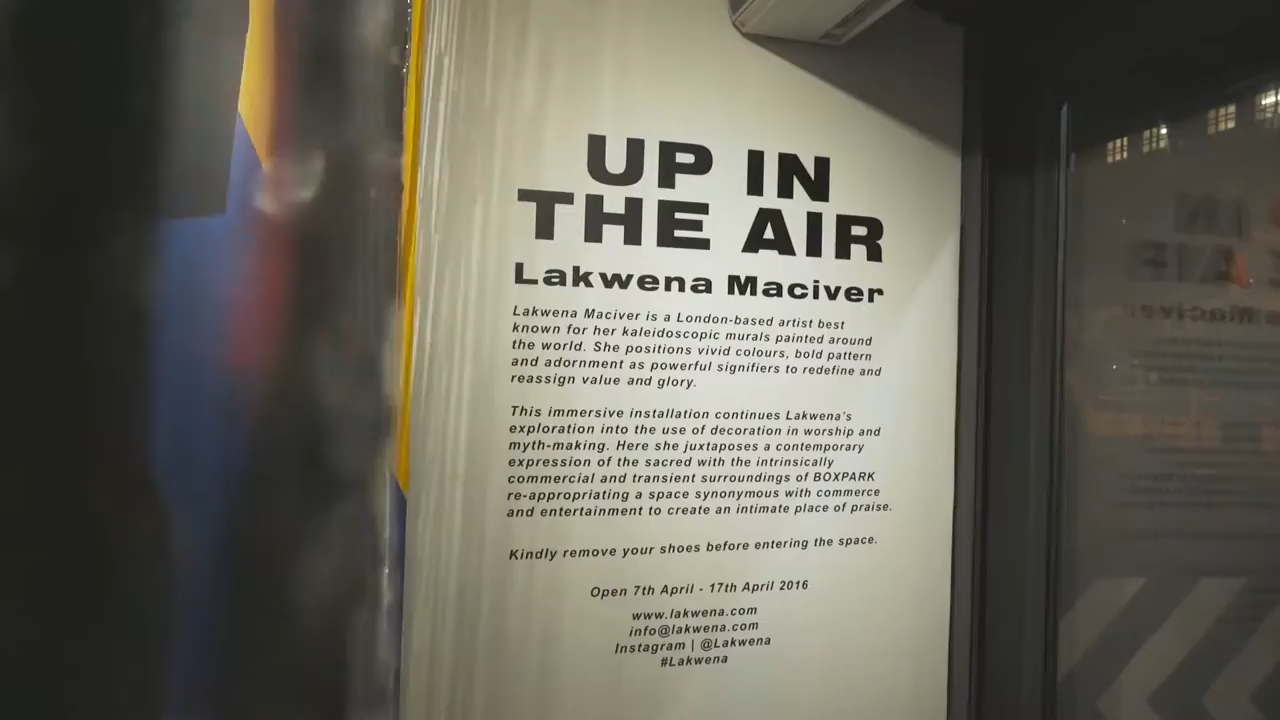 UP IN
THE AIR
Lakwena Maciver
Lakwena Maciver is a London-based artist best
known for her kaleidoscopic murals painted around
the world. She positions vivid colours, bold pattern
and adornment as powerful signifiers to redefine and
reassign value and glory.
This immersive installation continues Lakwena's
exploration into the use of decoration in worship and
myth-making. Here she juxtaposes a contemporary
expression of the sacred with the intrinsically
commercial and transient surroundings of BOXPARK
re-appropriating a space synonymous with commerce
and entertainment to create an intimate place of praise.
Kindly remove your shoes before entering the space.
Open 7th April - 17th April 2016
www.lakwena.com
info@lakwena.com
Instagram | @Lakwena
#Lakwena